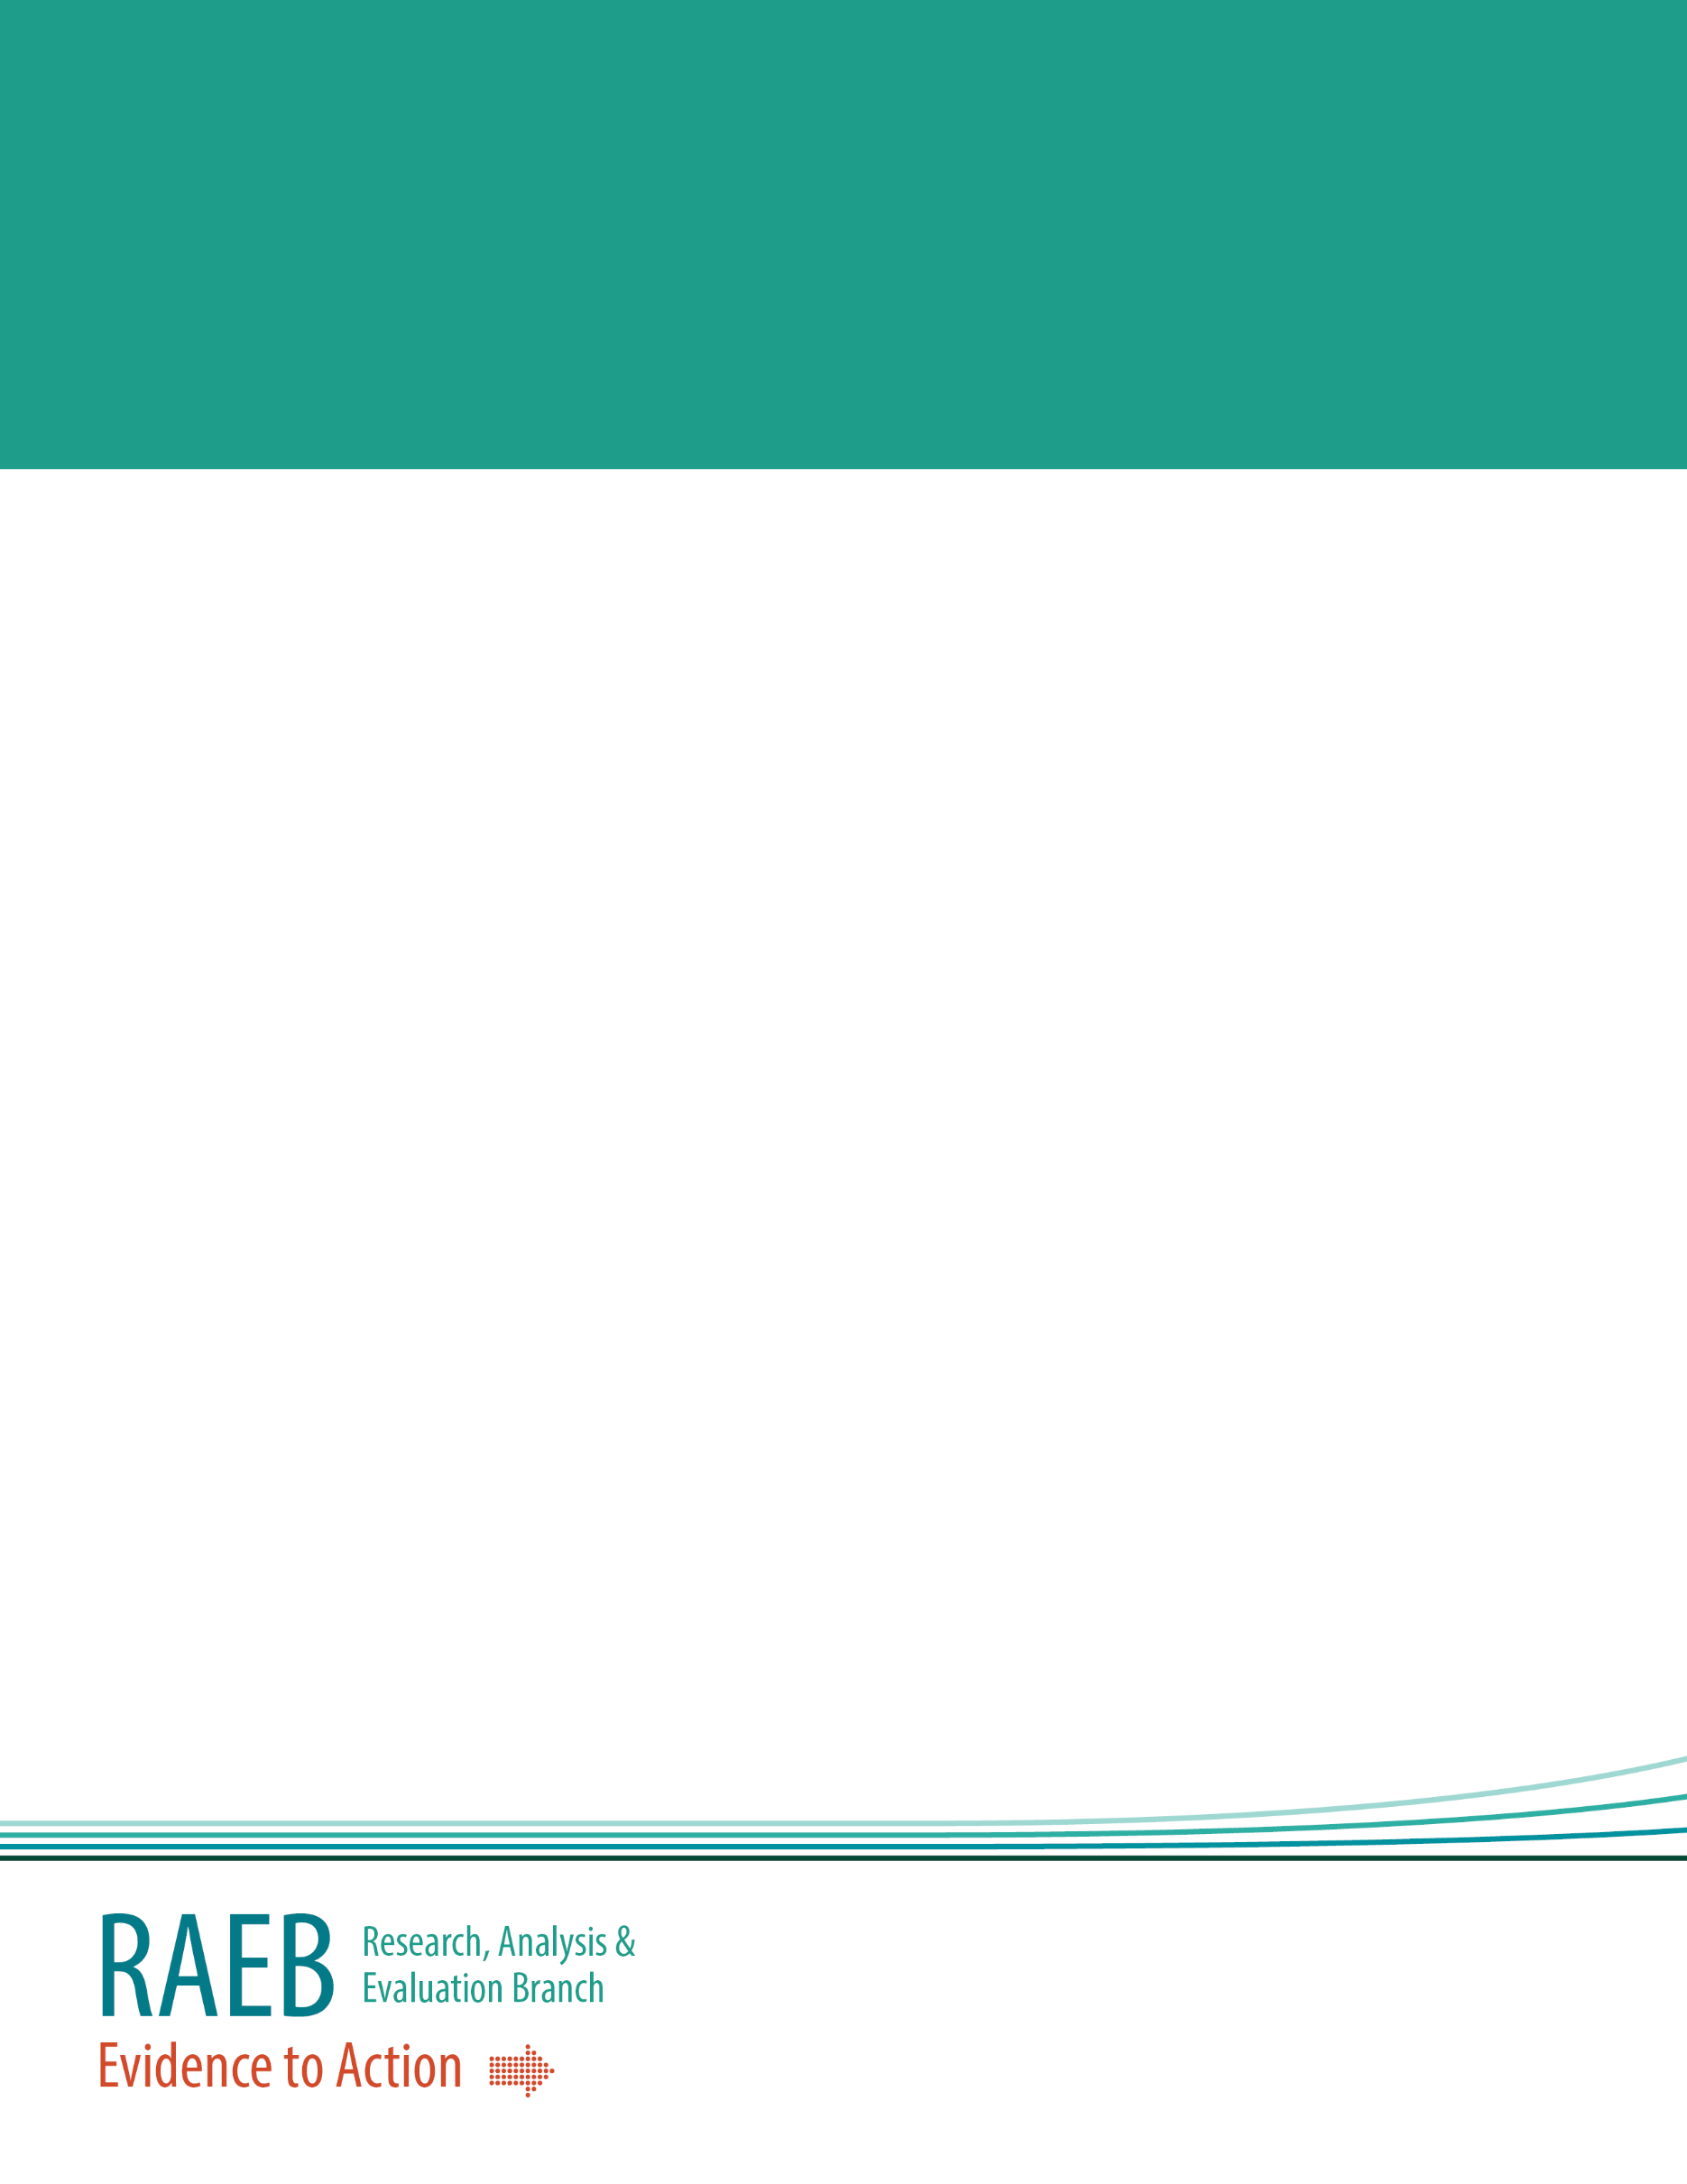 RAEB
Research, Analysis &
Evaluation Branch
Evidence to Action